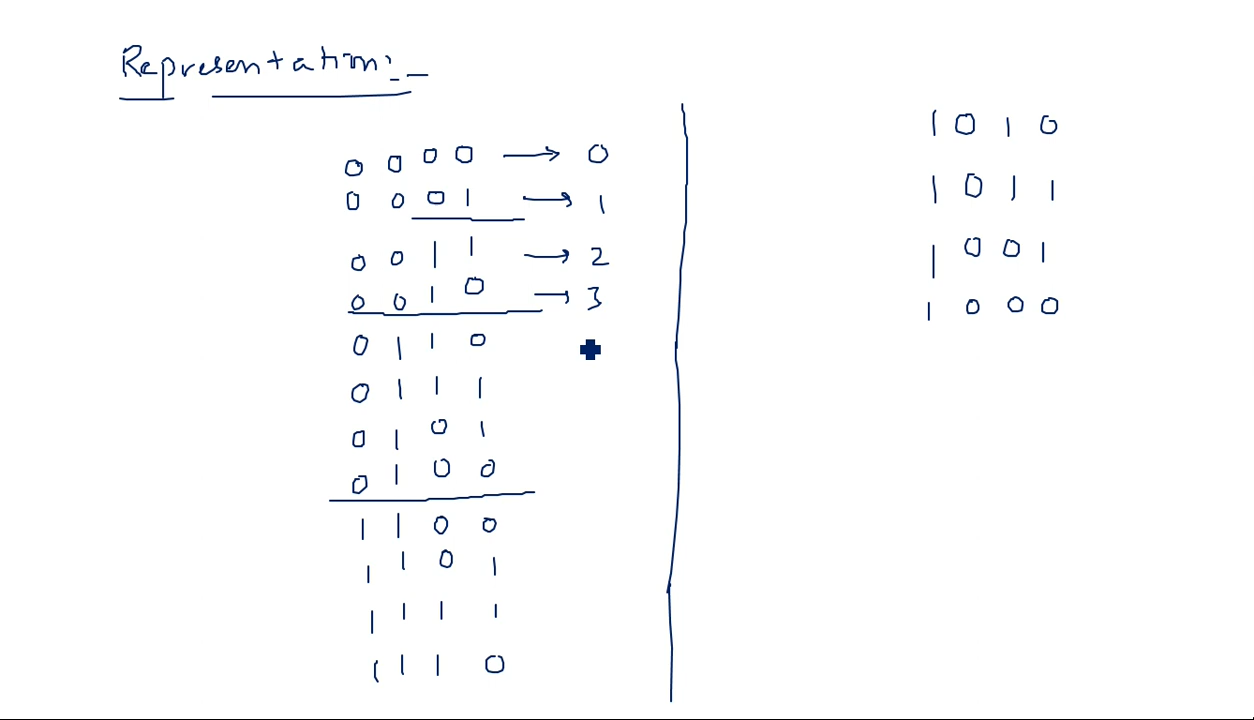 Representation:-
0 0 0 0 → 0
0 0 0 1 → 1
0 0 1 1 → 2
0 0 1 0 → 3
0 1 1 0
0 1 1 1
0 1 0 1
0 1 0 0
1 1 0 0
1 1 0 1
1 1 1 1
1 1 1 0
1 0 1 0
1 0 1 1
1 0 0 1
1 0 0 0